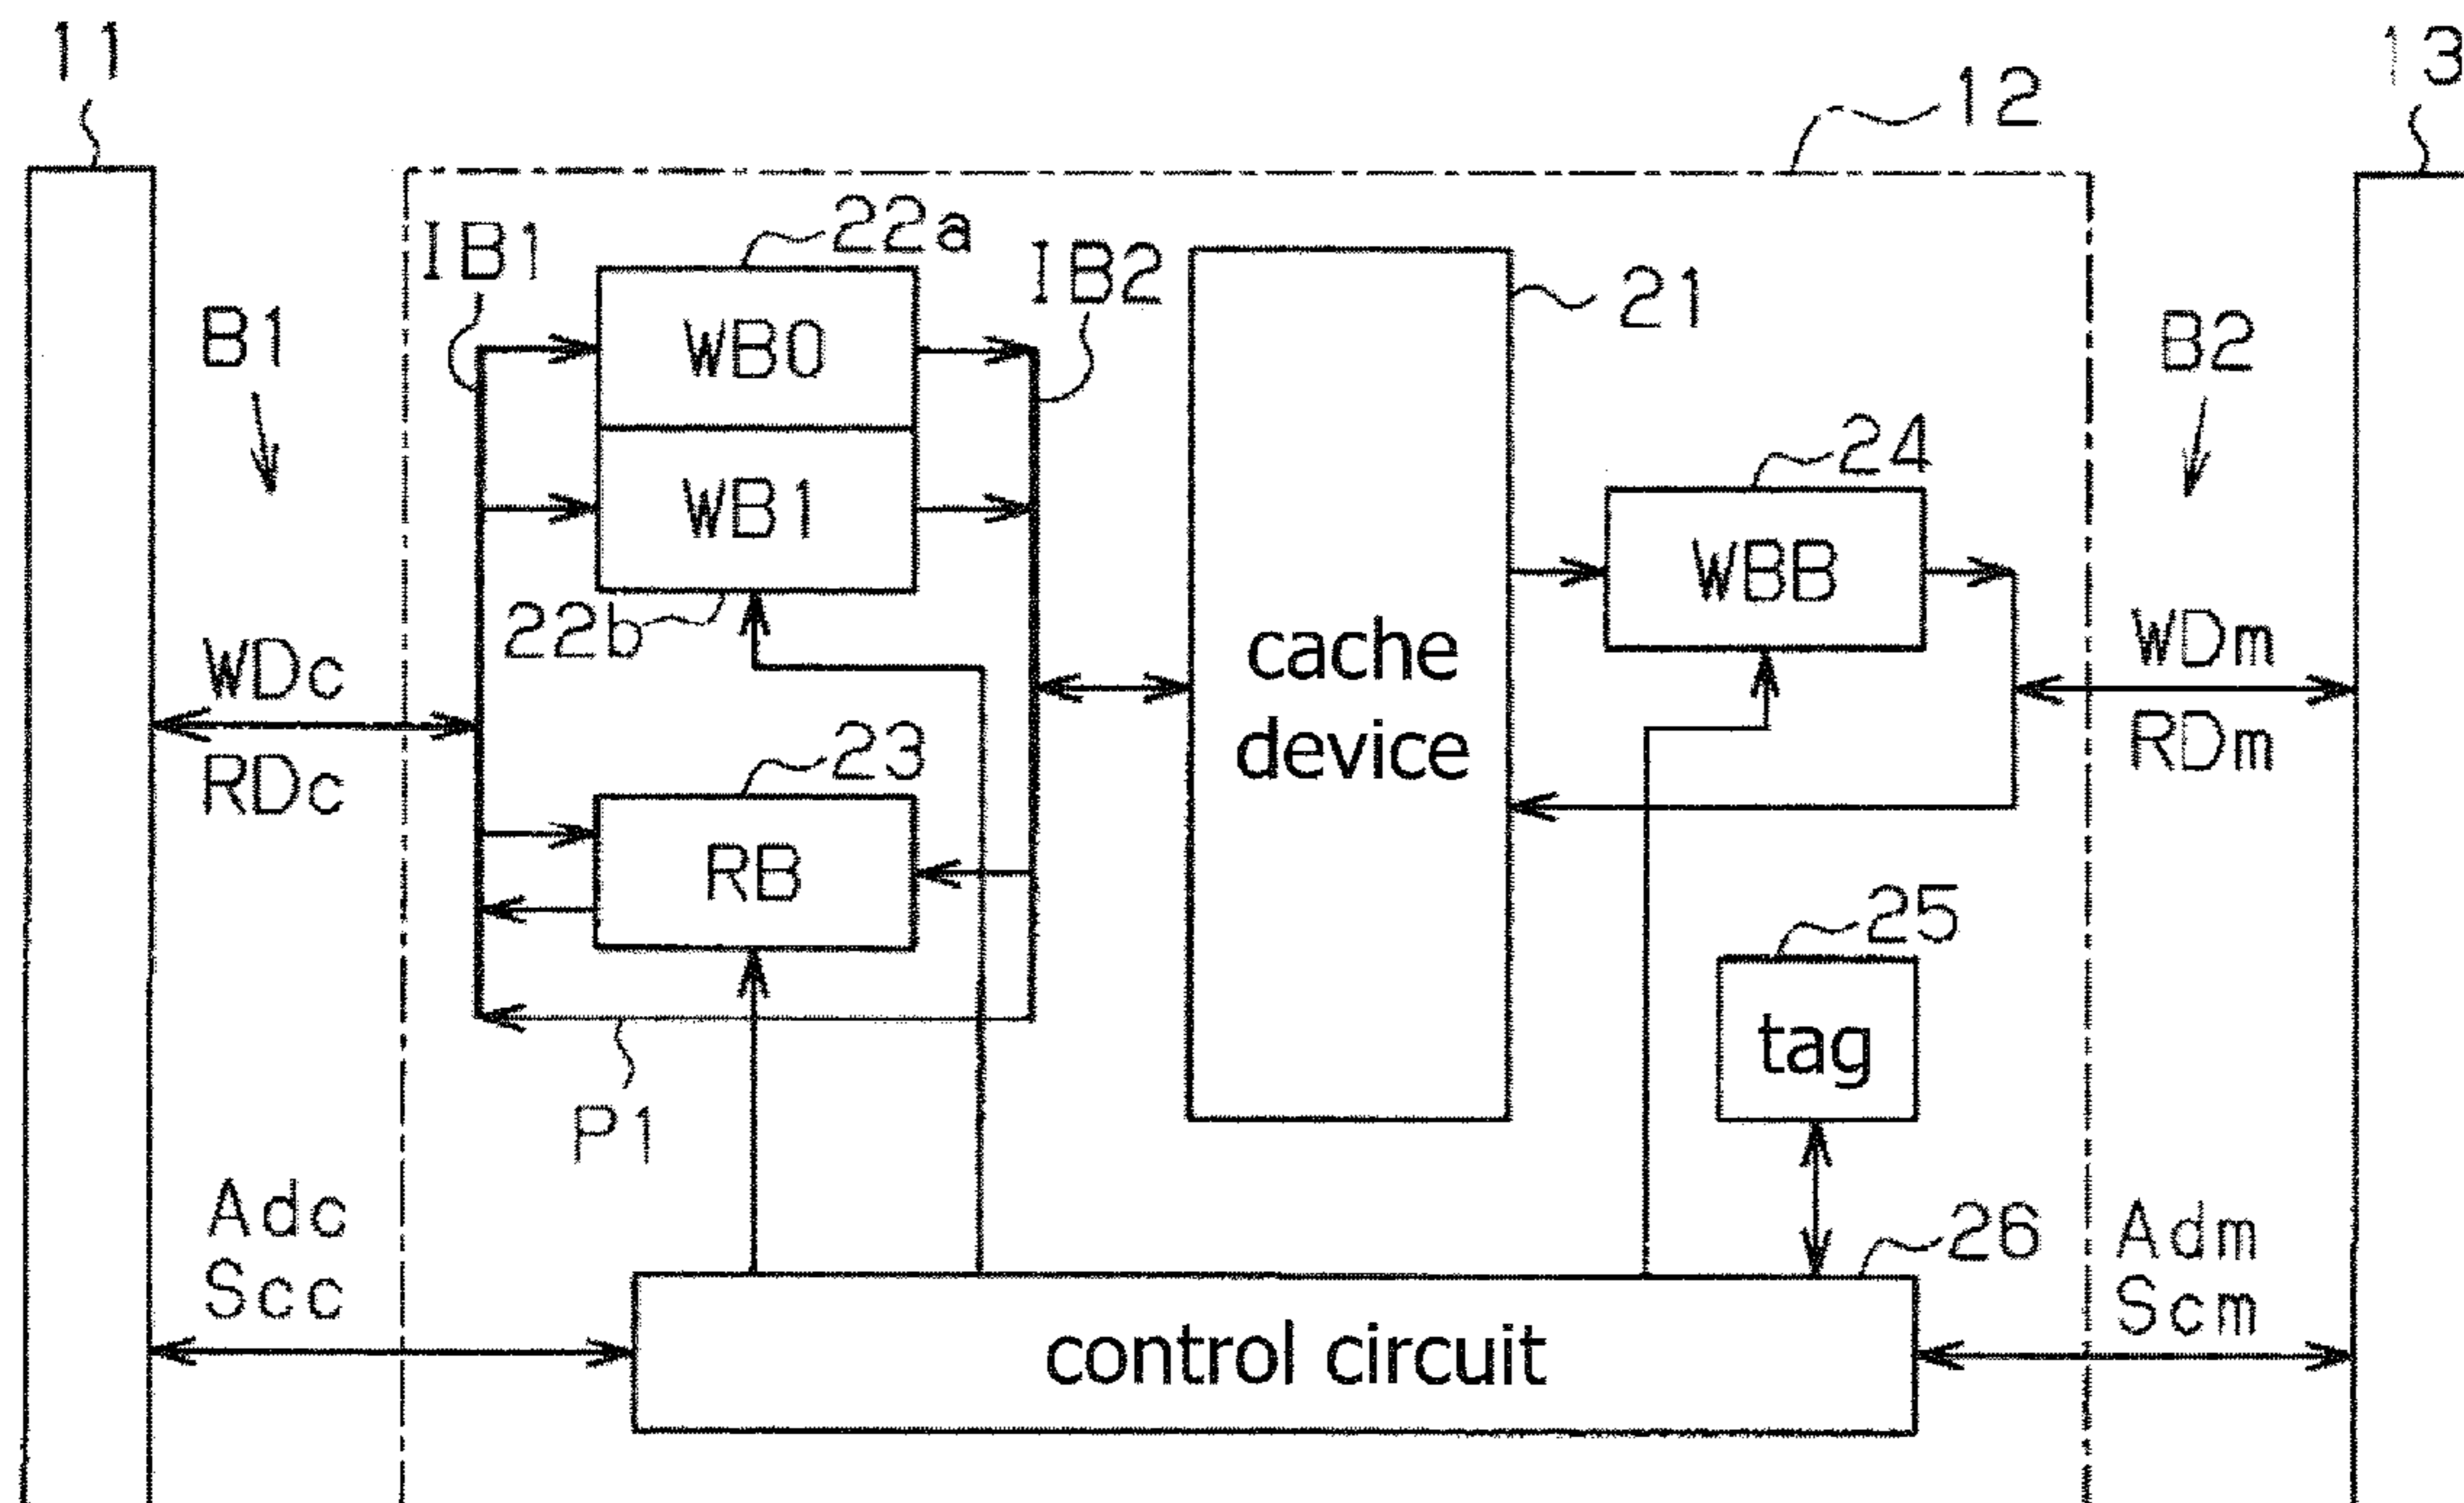 11
12
13
IB1
22a
IB2
21
B1
WB0
B2
24
WB1
WBB
22b
WDc
RDc
cache
device
WDm
RDm
23
RB
25
tag
P1
Adc
Scc
26
Adm
Scm
control circuit